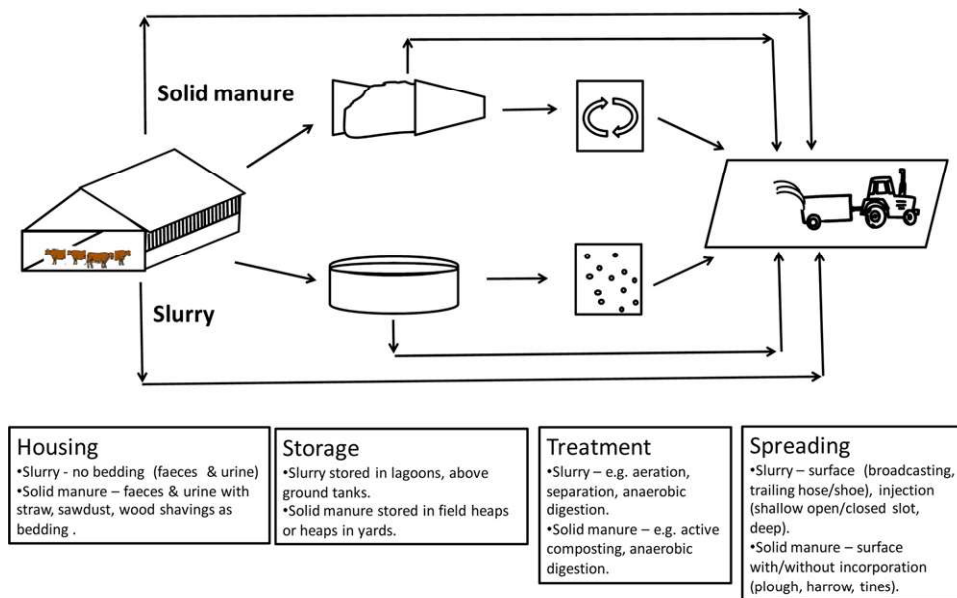 Solid manure
Slurry
Housing
•Slurry - no bedding (faeces & urine)
•Solid manure – faeces & urine with
straw, sawdust, wood shavings as
bedding .
Storage
•Slurry stored in lagoons, above
ground tanks.
•Solid manure stored in field heaps
or heaps in yards.
Treatment
•Slurry – e.g. aeration,
separation, anaerobic
digestion.
•Solid manure – e.g. active
composting, anaerobic
digestion.
Spreading
•Slurry – surface (broadcasting,
trailing hose/shoe), injection
(shallow open/closed slot,
deep).
•Solid manure – surface
with/without incorporation
(plough, harrow, tines).